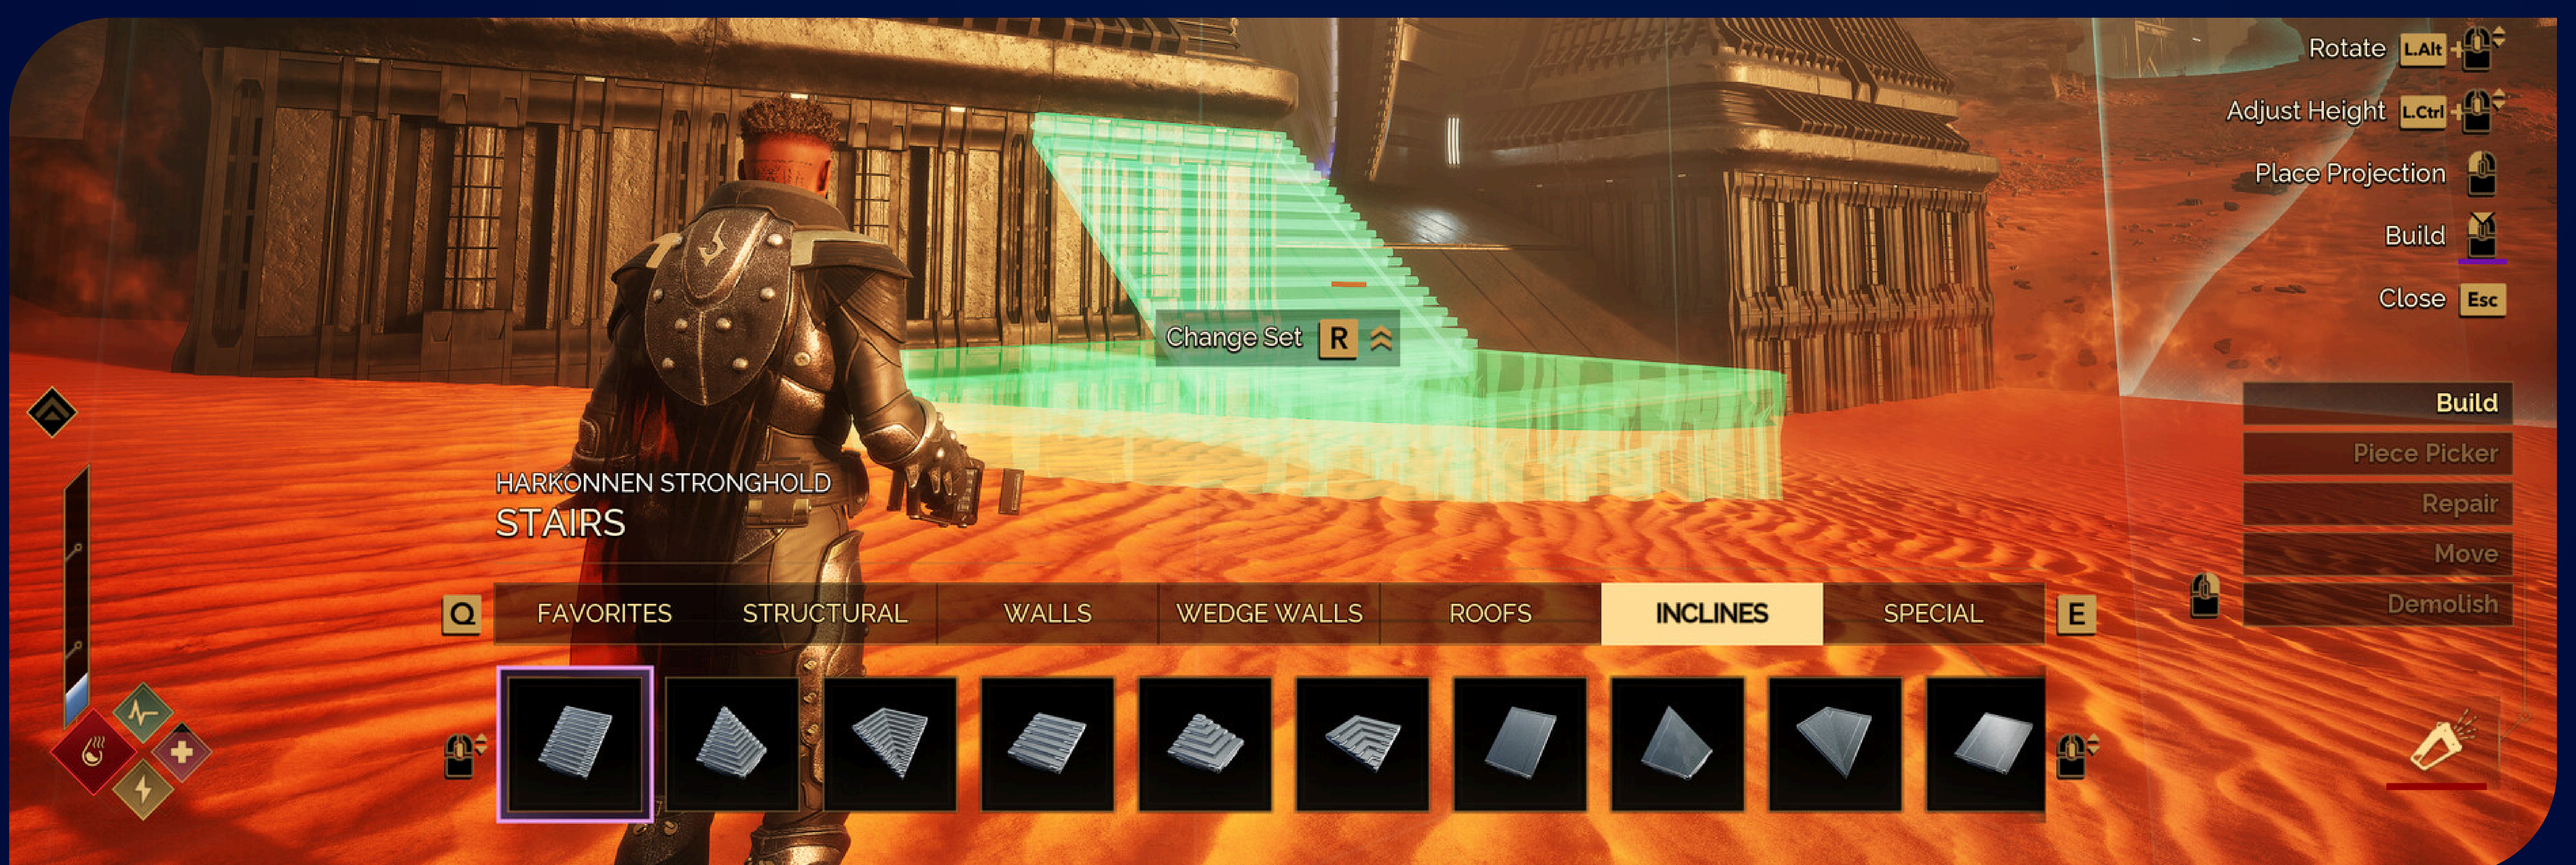 Rotate L.Alt +
Adjust Height L.Ctrl +
Place Projection
Build
Close Esc
Change Set R
Build
Piece Picker
Repair
Move
Demolish
HARKONNEN STRONGHOLD
STAIRS
Q FAVORITES STRUCTURAL WALLS WEDGE WALLS ROOFS INCLINES SPECIAL E